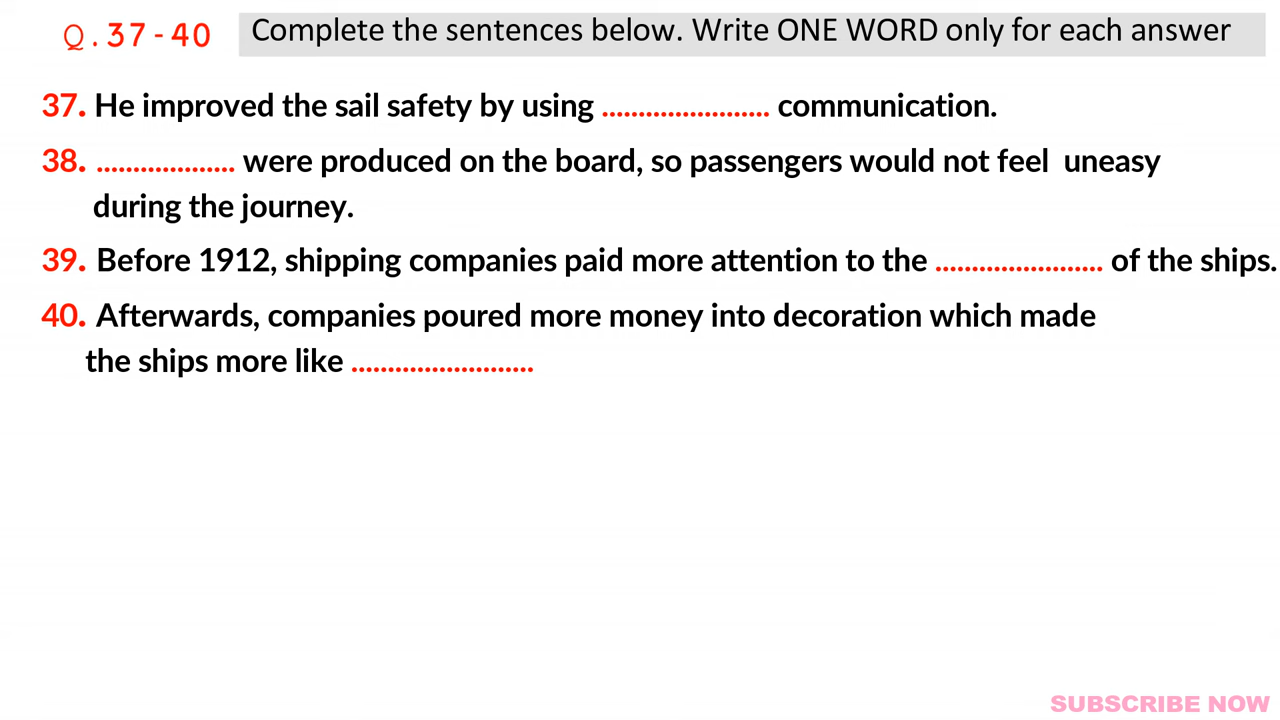 Q.37-40 Complete the sentences below. Write ONE WORD only for each answer
37. He improved the sail safety by using ....................... communication.
38. ................... were produced on the board, so passengers would not feel uneasy
during the journey.
39. Before 1912, shipping companies paid more attention to the ....................... of the ships.
40. Afterwards, companies poured more money into decoration which made
the ships more like .........................
SUBSCRIBE NOW